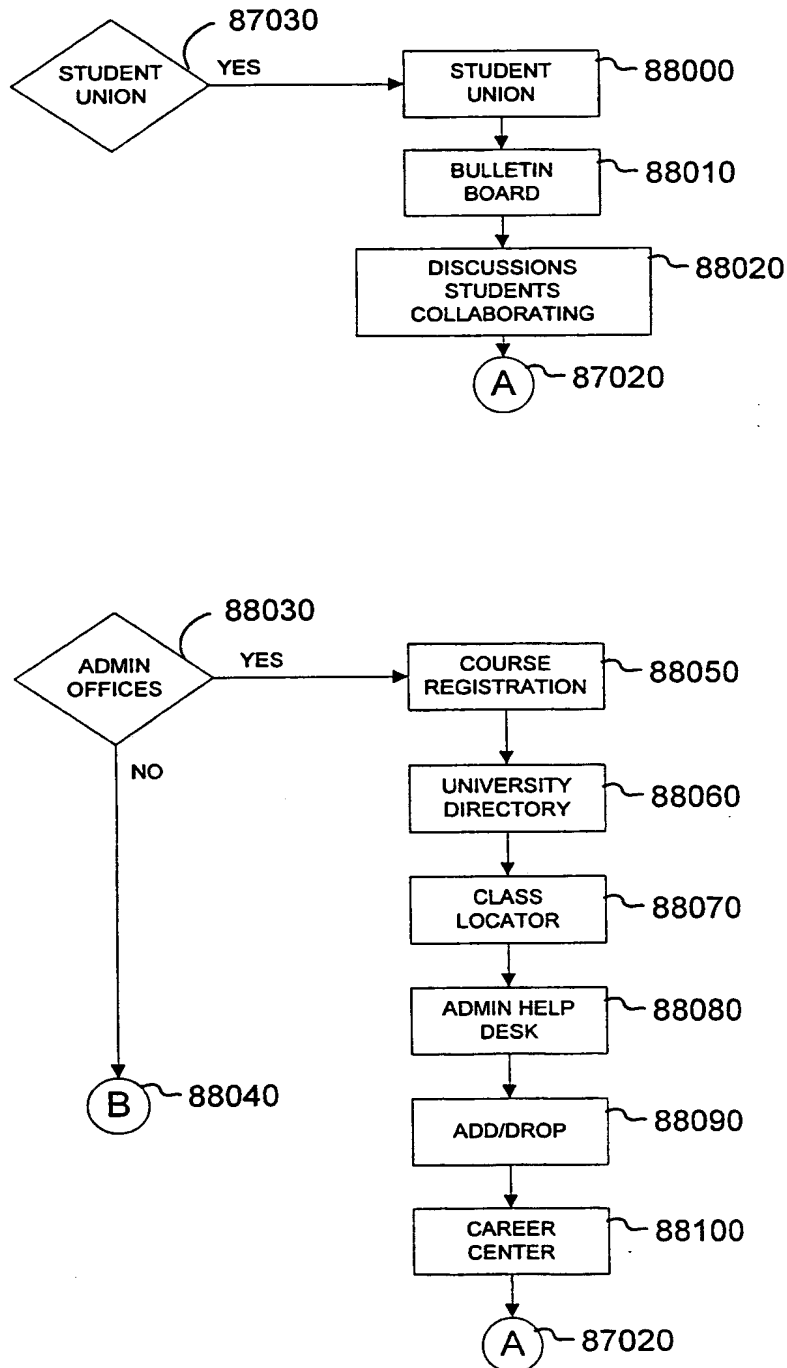 87030
STUDENT
UNION
YES
STUDENT
UNION
88000
BULLETIN
BOARD
88010
DISCUSSIONS
STUDENTS
COLLABORATING
88020
A
87020
88030
ADMIN
OFFICES
YES
COURSE
REGISTRATION
88050
NO
UNIVERSITY
DIRECTORY
88060
CLASS
LOCATOR
88070
ADMIN HELP
DESK
88080
B
88040
ADD/DROP
88090
CAREER
CENTER
88100
A
87020